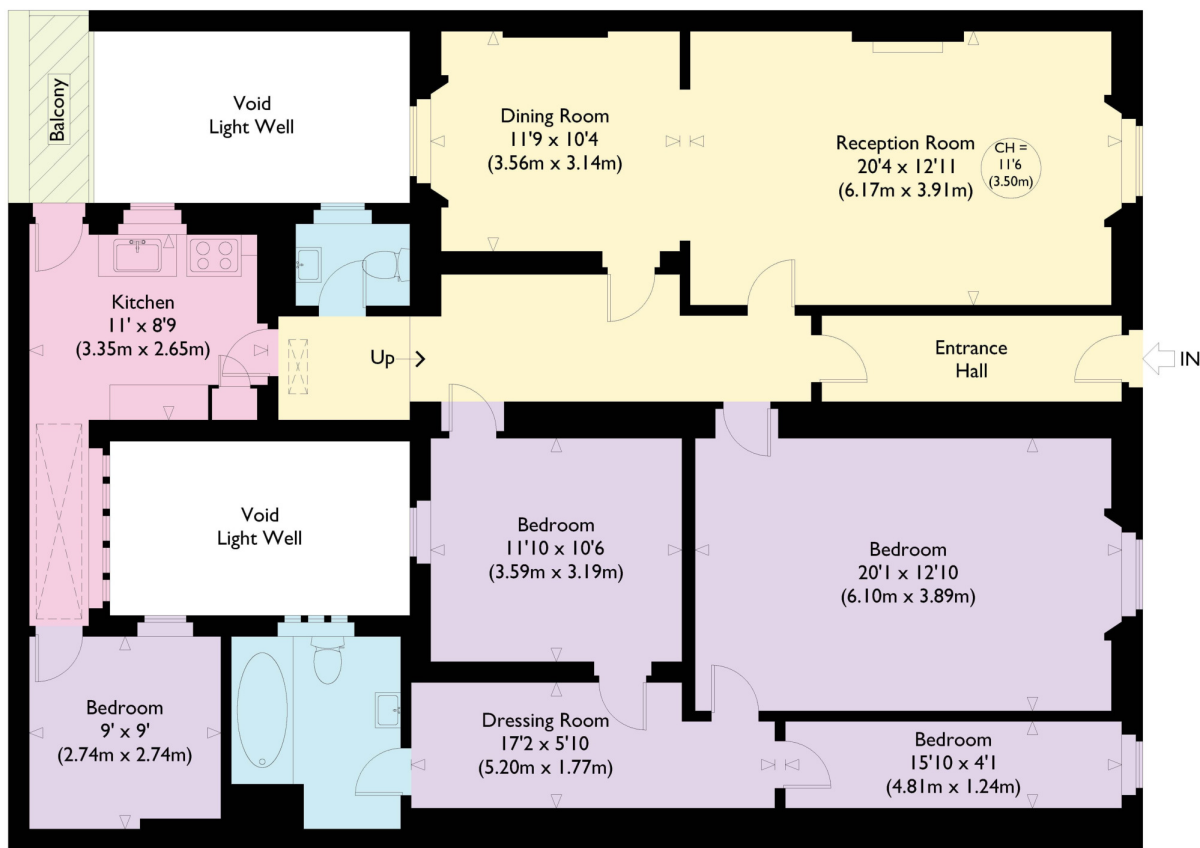 Balcony
Void
Light Well
Dining Room
11'9 x 10'4
(3.56m x 3.14m)
Reception Room
20'4 x 12'11
(6.17m x 3.91m)
CH =
11'6
(3.50m)
Kitchen
11' x 8'9
(3.35m x 2.65m)
Up
Entrance
Hall
IN
Void
Light Well
Bedroom
11'10 x 10'6
(3.59m x 3.19m)
Bedroom
20'1 x 12'10
(6.10m x 3.89m)
Bedroom
9' x 9'
(2.74m x 2.74m)
Dressing Room
17'2 x 5'10
(5.20m x 1.77m)
Bedroom
15'10 x 4'1
(4.81m x 1.24m)